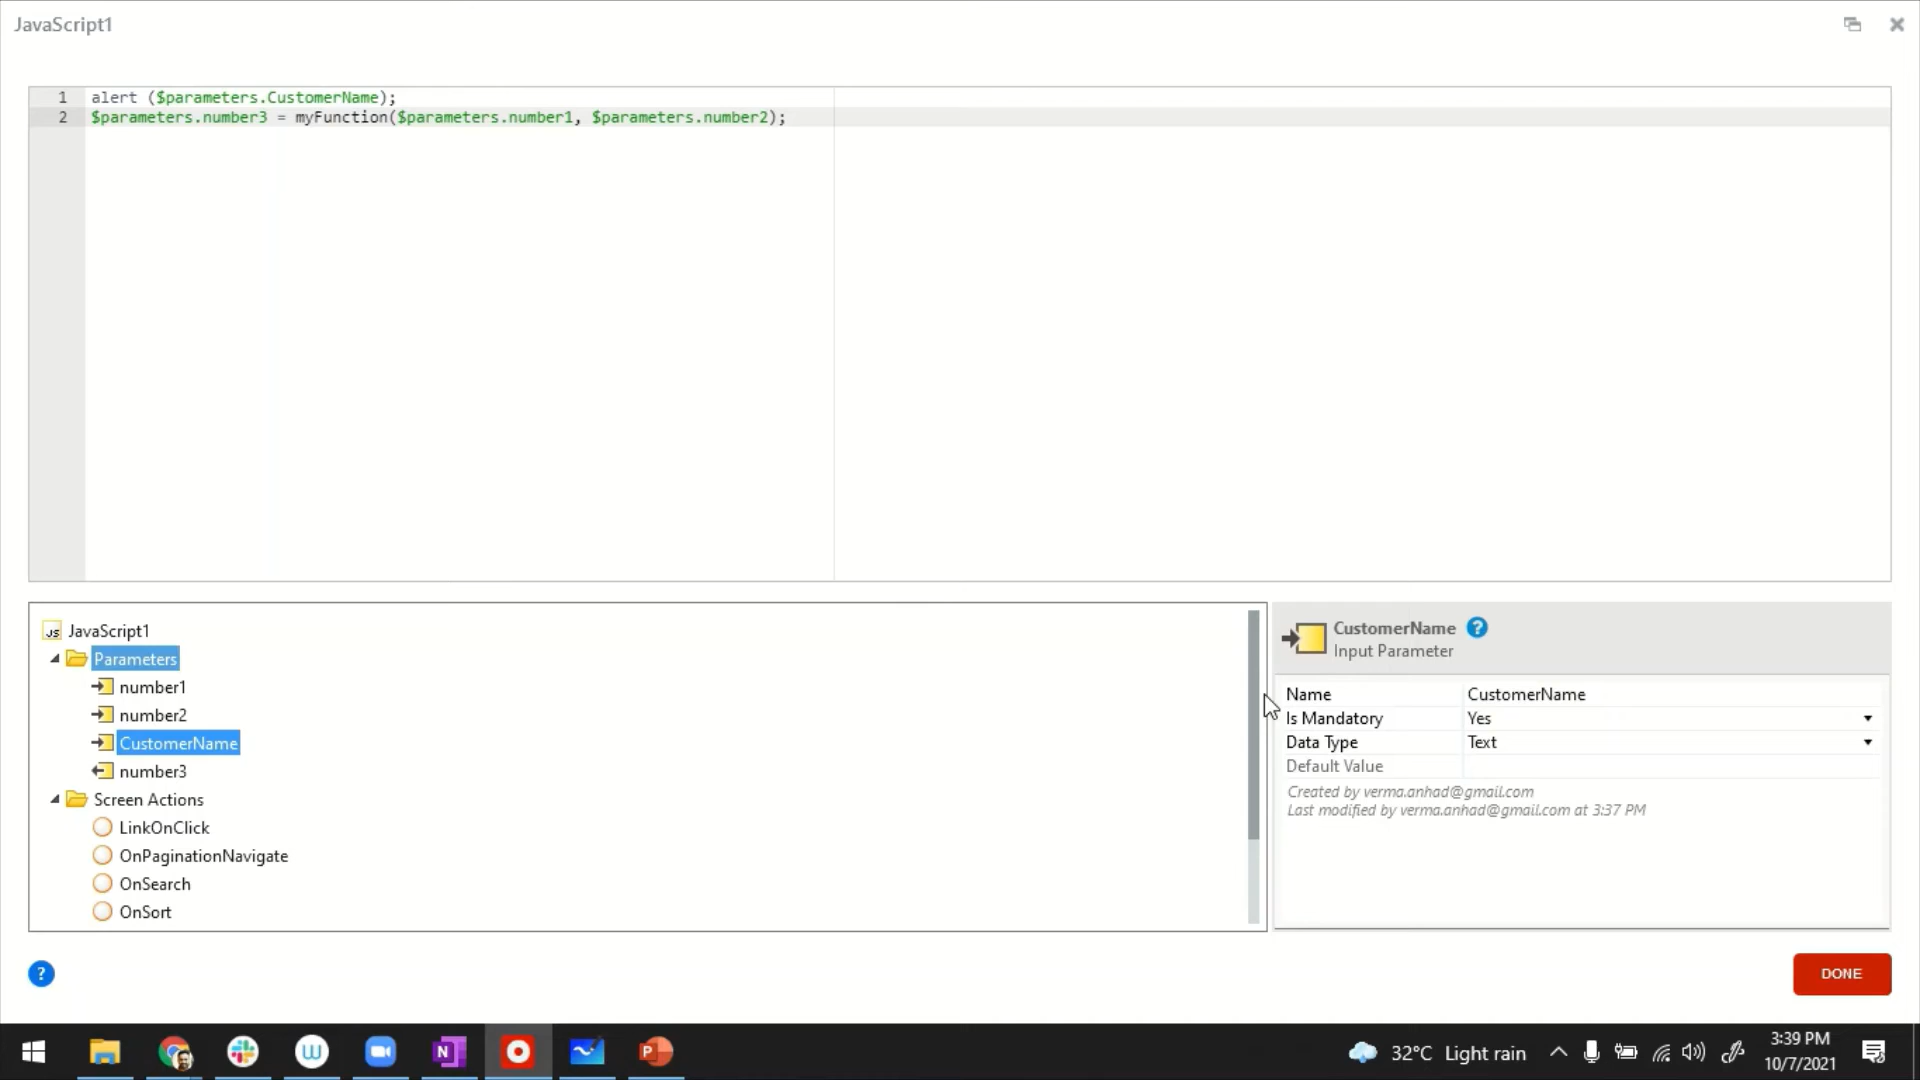 JavaScript1
1 alert ($parameters.CustomerName);
2 $parameters.number3 = myFunction($parameters.number1, $parameters.number2);
JS JavaScript1
Parameters
number1
number2
CustomerName
number3
Screen Actions
LinkOnClick
OnPaginationNavigate
OnSearch
OnSort
CustomerName ?
Input Parameter
Name CustomerName
Is Mandatory Yes
Data Type Text
Default Value
Created by verma.anhad@gmail.com
Last modified by verma.anhad@gmail.com at 3:37 PM
?
DONE
W
N
P
32°C Light rain
3:39 PM
10/7/2021